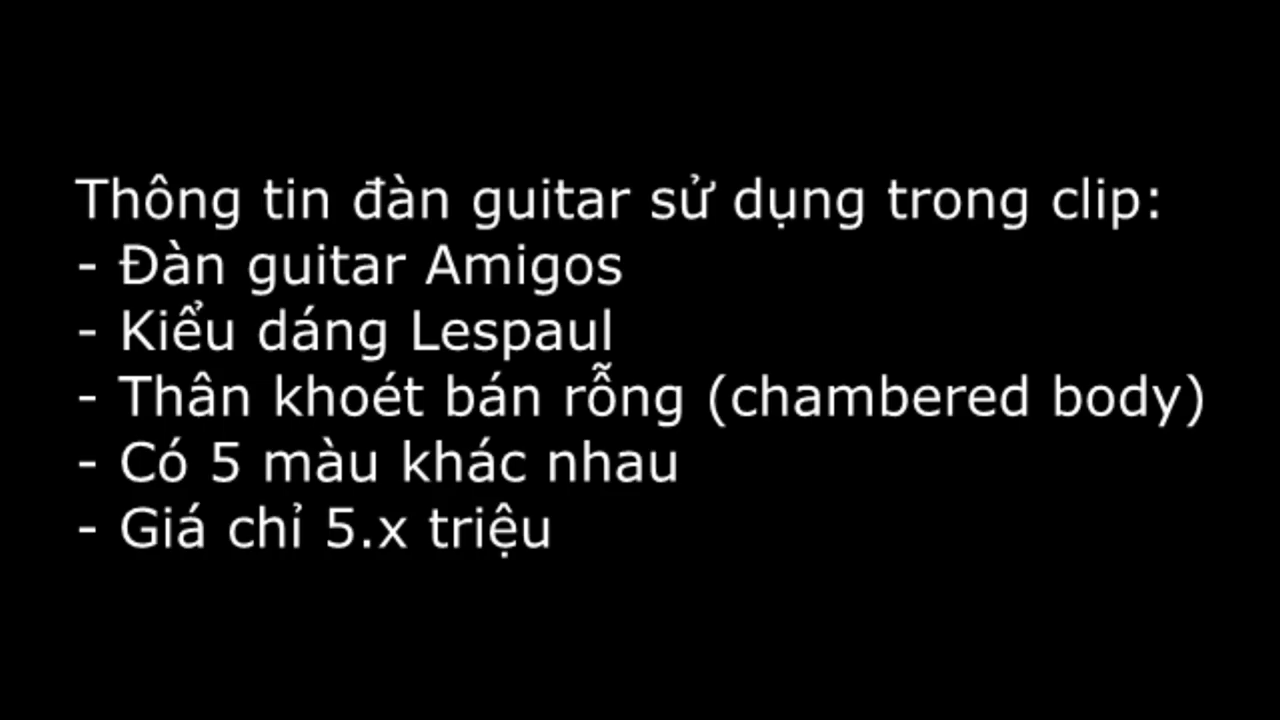 Thông tin đàn guitar sử dụng trong clip:
- Đàn guitar Amigos
- Kiểu dáng Lespaul
- Thân khoét bán rỗng (chambered body)
- Có 5 màu khác nhau
- Giá chỉ 5.x triệu